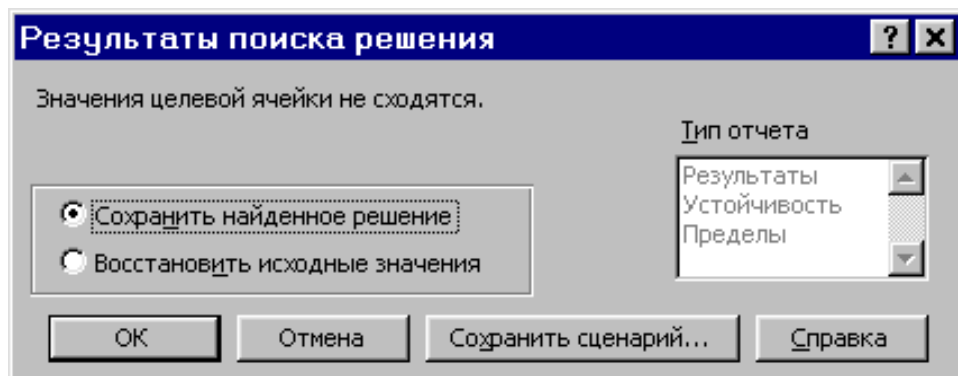 Результаты поиска решения
Значения целевой ячейки не сходятся.
Тип отчета
Результаты
Устойчивость
Пределы
Сохранить найденное решение
Восстановить исходные значения
ОК
Отмена
Сохранить сценарий...
Справка